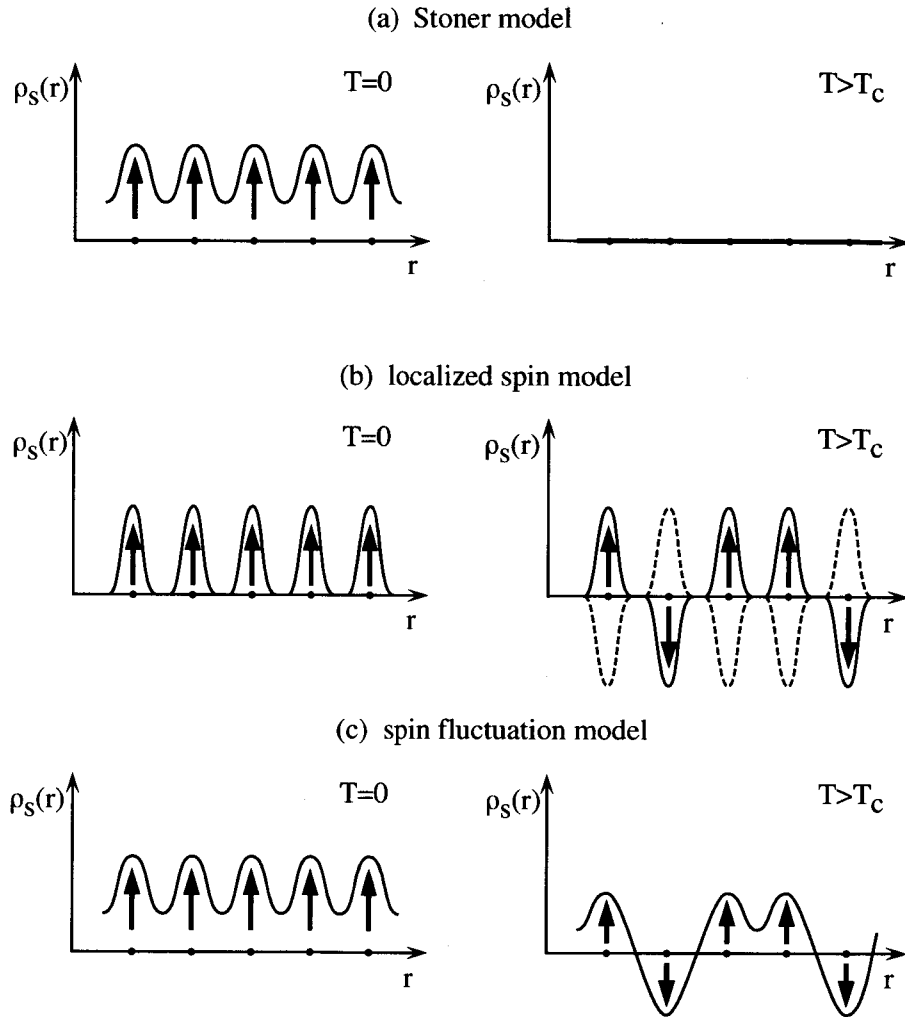 (a) Stoner model
ρs(r)
T=0
r
ρs(r)
T>Tc
r
(b) localized spin model
ρs(r)
T=0
r
ρs(r)
T>Tc
r
(c) spin fluctuation model
ρs(r)
T=0
r
ρs(r)
T>Tc
r